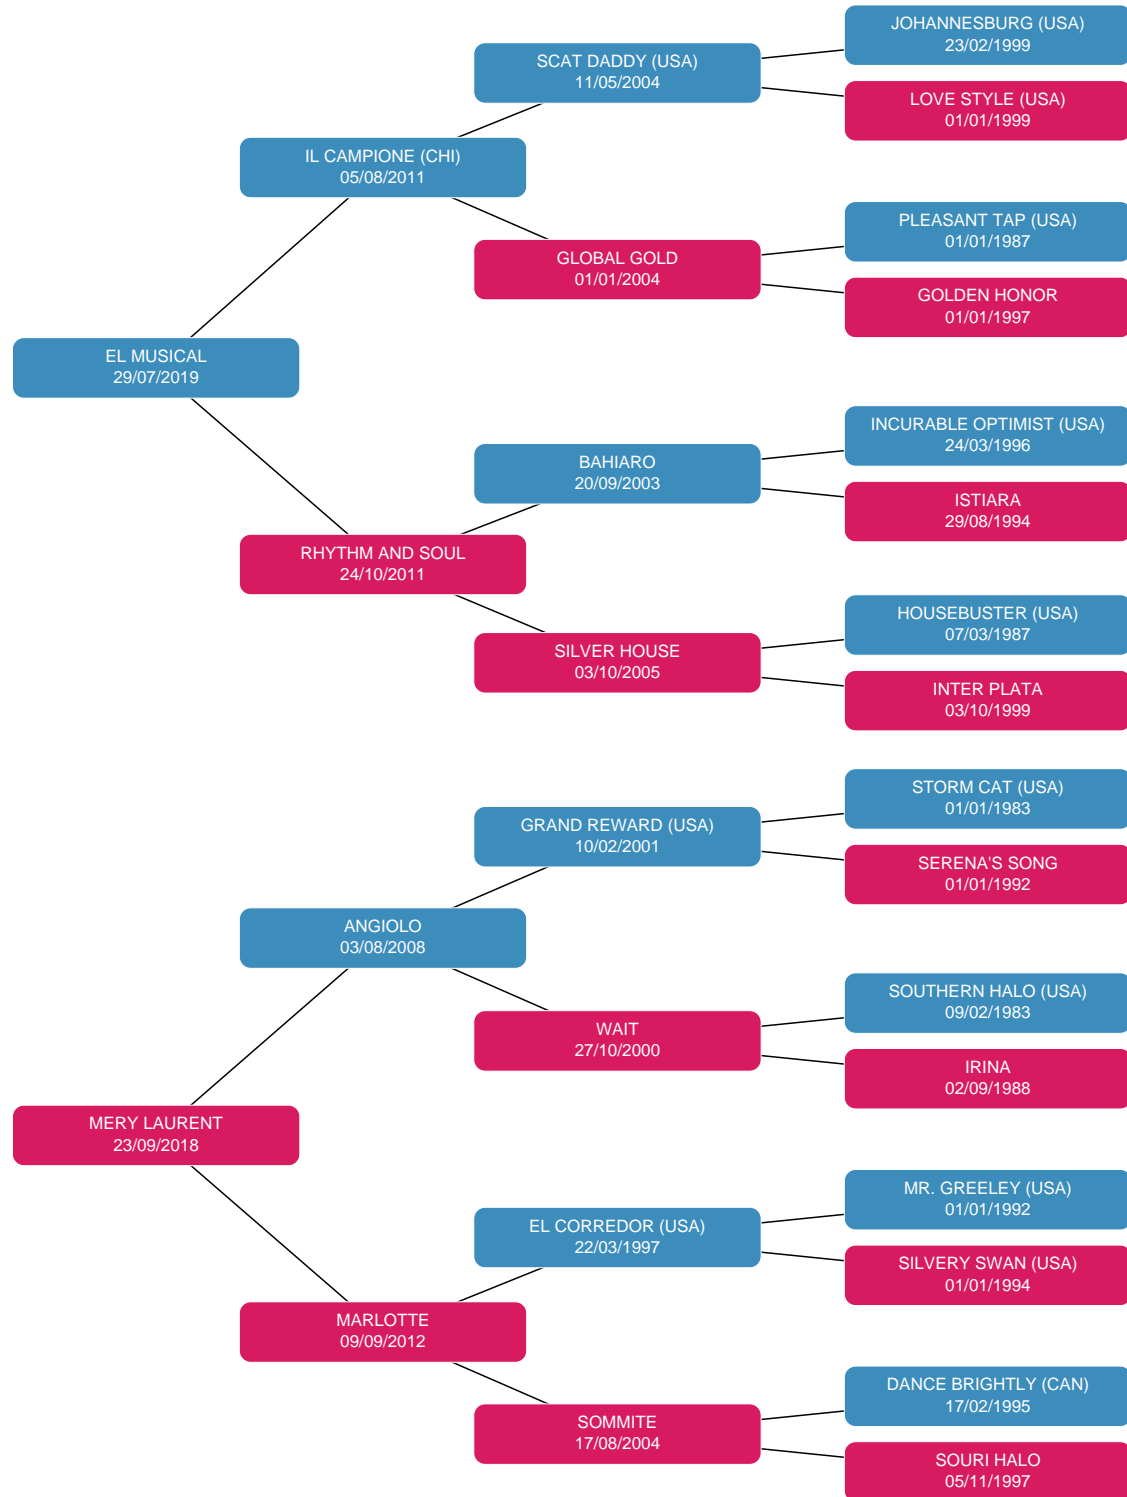 JOHANNESBURG (USA)
23/02/1999
SCAT DADDY (USA)
11/05/2004
LOVE STYLE (USA)
01/01/1999
IL CAMPIONE (CHI)
05/08/2011
PLEASANT TAP (USA)
01/01/1987
GLOBAL GOLD
01/01/2004
GOLDEN HONOR
01/01/1997
EL MUSICAL
29/07/2019
INCURABLE OPTIMIST (USA)
24/03/1996
BAHIARO
20/09/2003
ISTIARA
29/08/1994
RHYTHM AND SOUL
24/10/2011
HOUSEBUSTER (USA)
07/03/1987
SILVER HOUSE
03/10/2005
INTER PLATA
03/10/1999
STORM CAT (USA)
01/01/1983
GRAND REWARD (USA)
10/02/2001
SERENA'S SONG
01/01/1992
ANGIOLO
03/08/2008
SOUTHERN HALO (USA)
09/02/1983
WAIT
27/10/2000
IRINA
02/09/1988
MERY LAURENT
23/09/2018
MR. GREELEY (USA)
01/01/1992
EL CORREDOR (USA)
22/03/1997
SILVERY SWAN (USA)
01/01/1994
MARLOTTE
09/09/2012
DANCE BRIGHTLY (CAN)
17/02/1995
SOMMITE
17/08/2004
SOURI HALO
05/11/1997